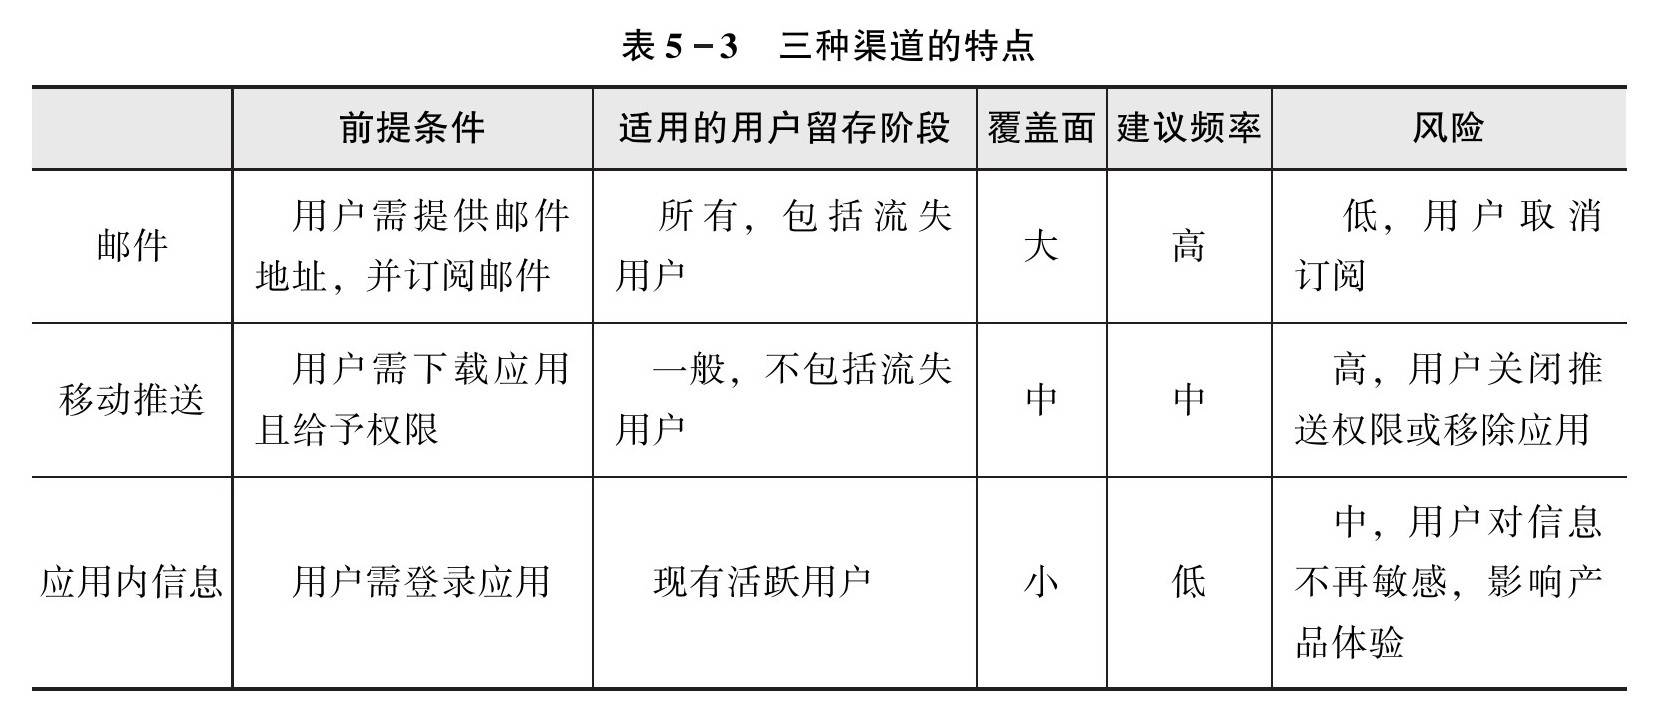 表 5－3　三种渠道的特点
前提条件
适用的用户留存阶段
覆盖面
建议频率
风险
邮件
用户需提供邮件
地址，并订阅邮件
所有，包括流失
用户
大
高
低，用户取消
订阅
移动推送
用户需下载应用
且给予权限
一般，不包括流失
用户
中
中
高，用户关闭推
送权限或移除应用
应用内信息
用户需登录应用
现有活跃用户
小
低
中，用户对信息
不再敏感，影响产
品体验